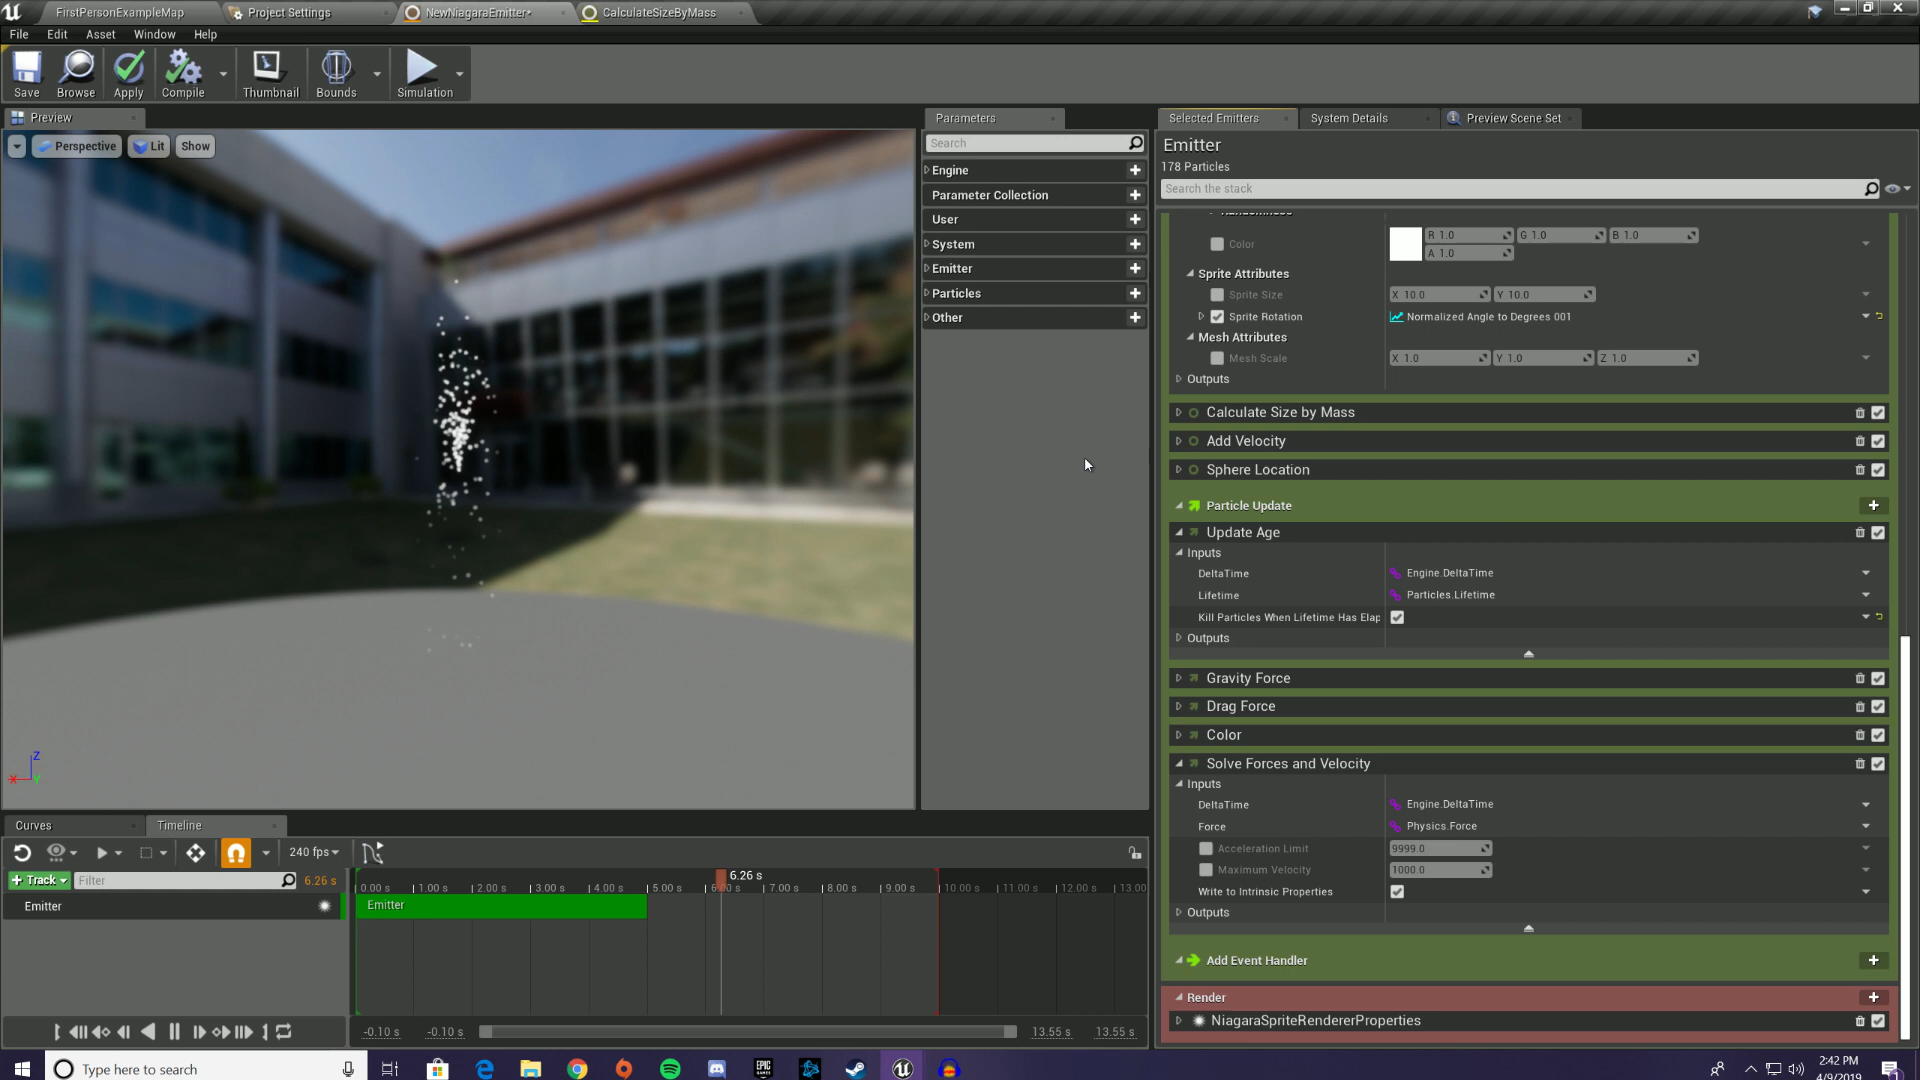 FirstPersonExampleMap
Project Settings
NewNiagaraEmitter*
CalculateSizeByMass
File Edit Asset Window Help
Save
Browse
Apply
Compile
Thumbnail
Bounds
Simulation
Preview
Perspective
Lit
Show
Parameters
Search
Engine
Parameter Collection
User
System
Emitter
Particles
Other
Selected Emitters
System Details
Preview Scene Set
Emitter
178 Particles
Search the stack
Randomness
Color
R 1.0 G 1.0 B 1.0
A 1.0
Sprite Attributes
Sprite Size X 10.0 Y 10.0
Sprite Rotation Normalized Angle to Degrees 001
Mesh Attributes
Mesh Scale X 1.0 Y 1.0 Z 1.0
Outputs
Calculate Size by Mass
Add Velocity
Sphere Location
Particle Update
Update Age
Inputs
DeltaTime Engine.DeltaTime
Lifetime Particles.Lifetime
Kill Particles When Lifetime Has Elap
Outputs
Gravity Force
Drag Force
Color
Solve Forces and Velocity
Inputs
DeltaTime Engine.DeltaTime
Force Physics.Force
Acceleration Limit 9999.0
Maximum Velocity 1000.0
Write to Intrinsic Properties
Outputs
Add Event Handler
Render
NiagaraSpriteRendererProperties
Z
X Y
Curves
Timeline
240 fps
Track Filter 6.26 s
6.26 s
0.00 s 1.00 s 2.00 s 3.00 s 4.00 s 5.00 s 6.00 s 7.00 s 8.00 s 9.00 s 10.00 s 11.00 s 12.00 s 13.00
Emitter
Emitter
-0.10 s -0.10 s 13.55 s 13.55 s
Type here to search
EPIC GAMES
2:42 PM
4/9/2019
1